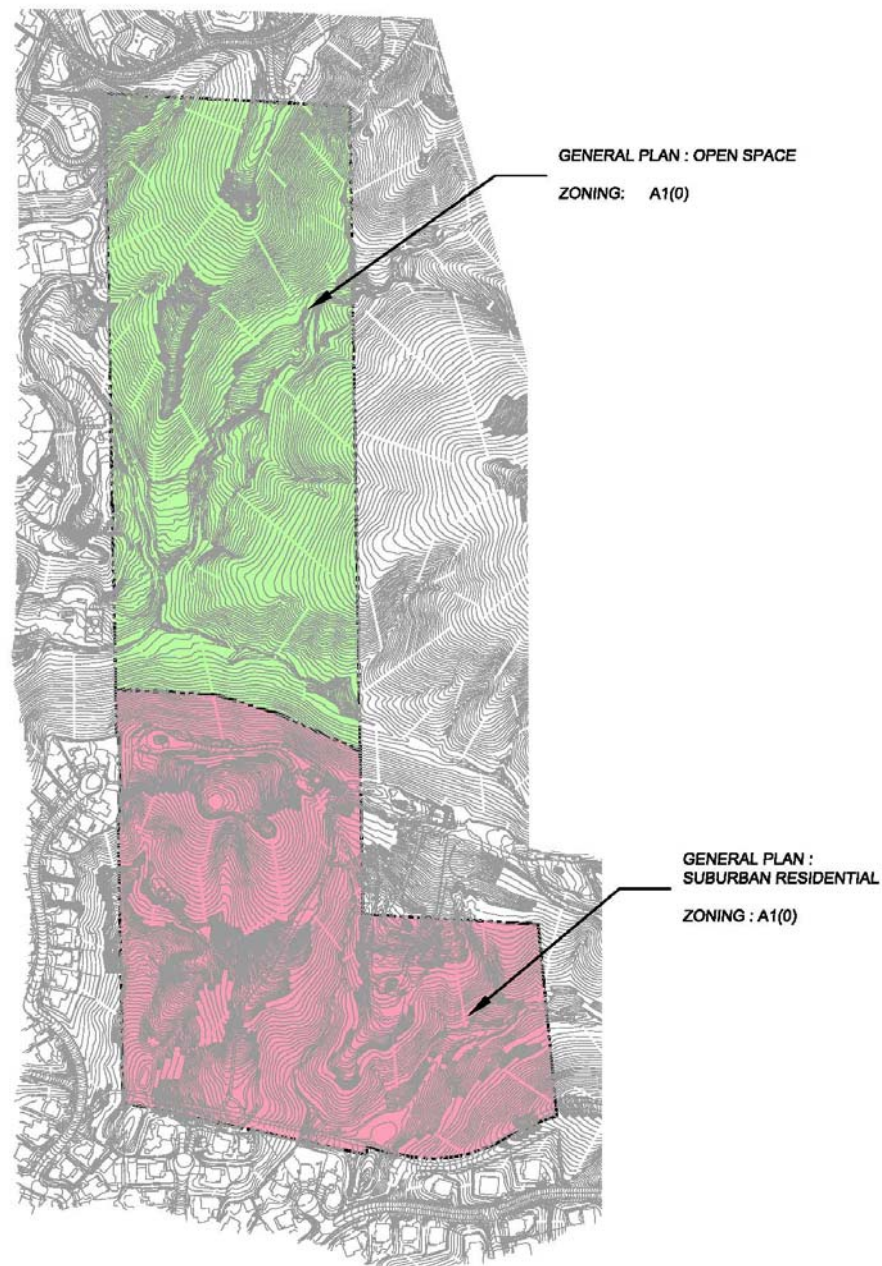 GENERAL PLAN : OPEN SPACE
ZONING: A1(0)
GENERAL PLAN :
SUBURBAN RESIDENTIAL
ZONING : A1(0)